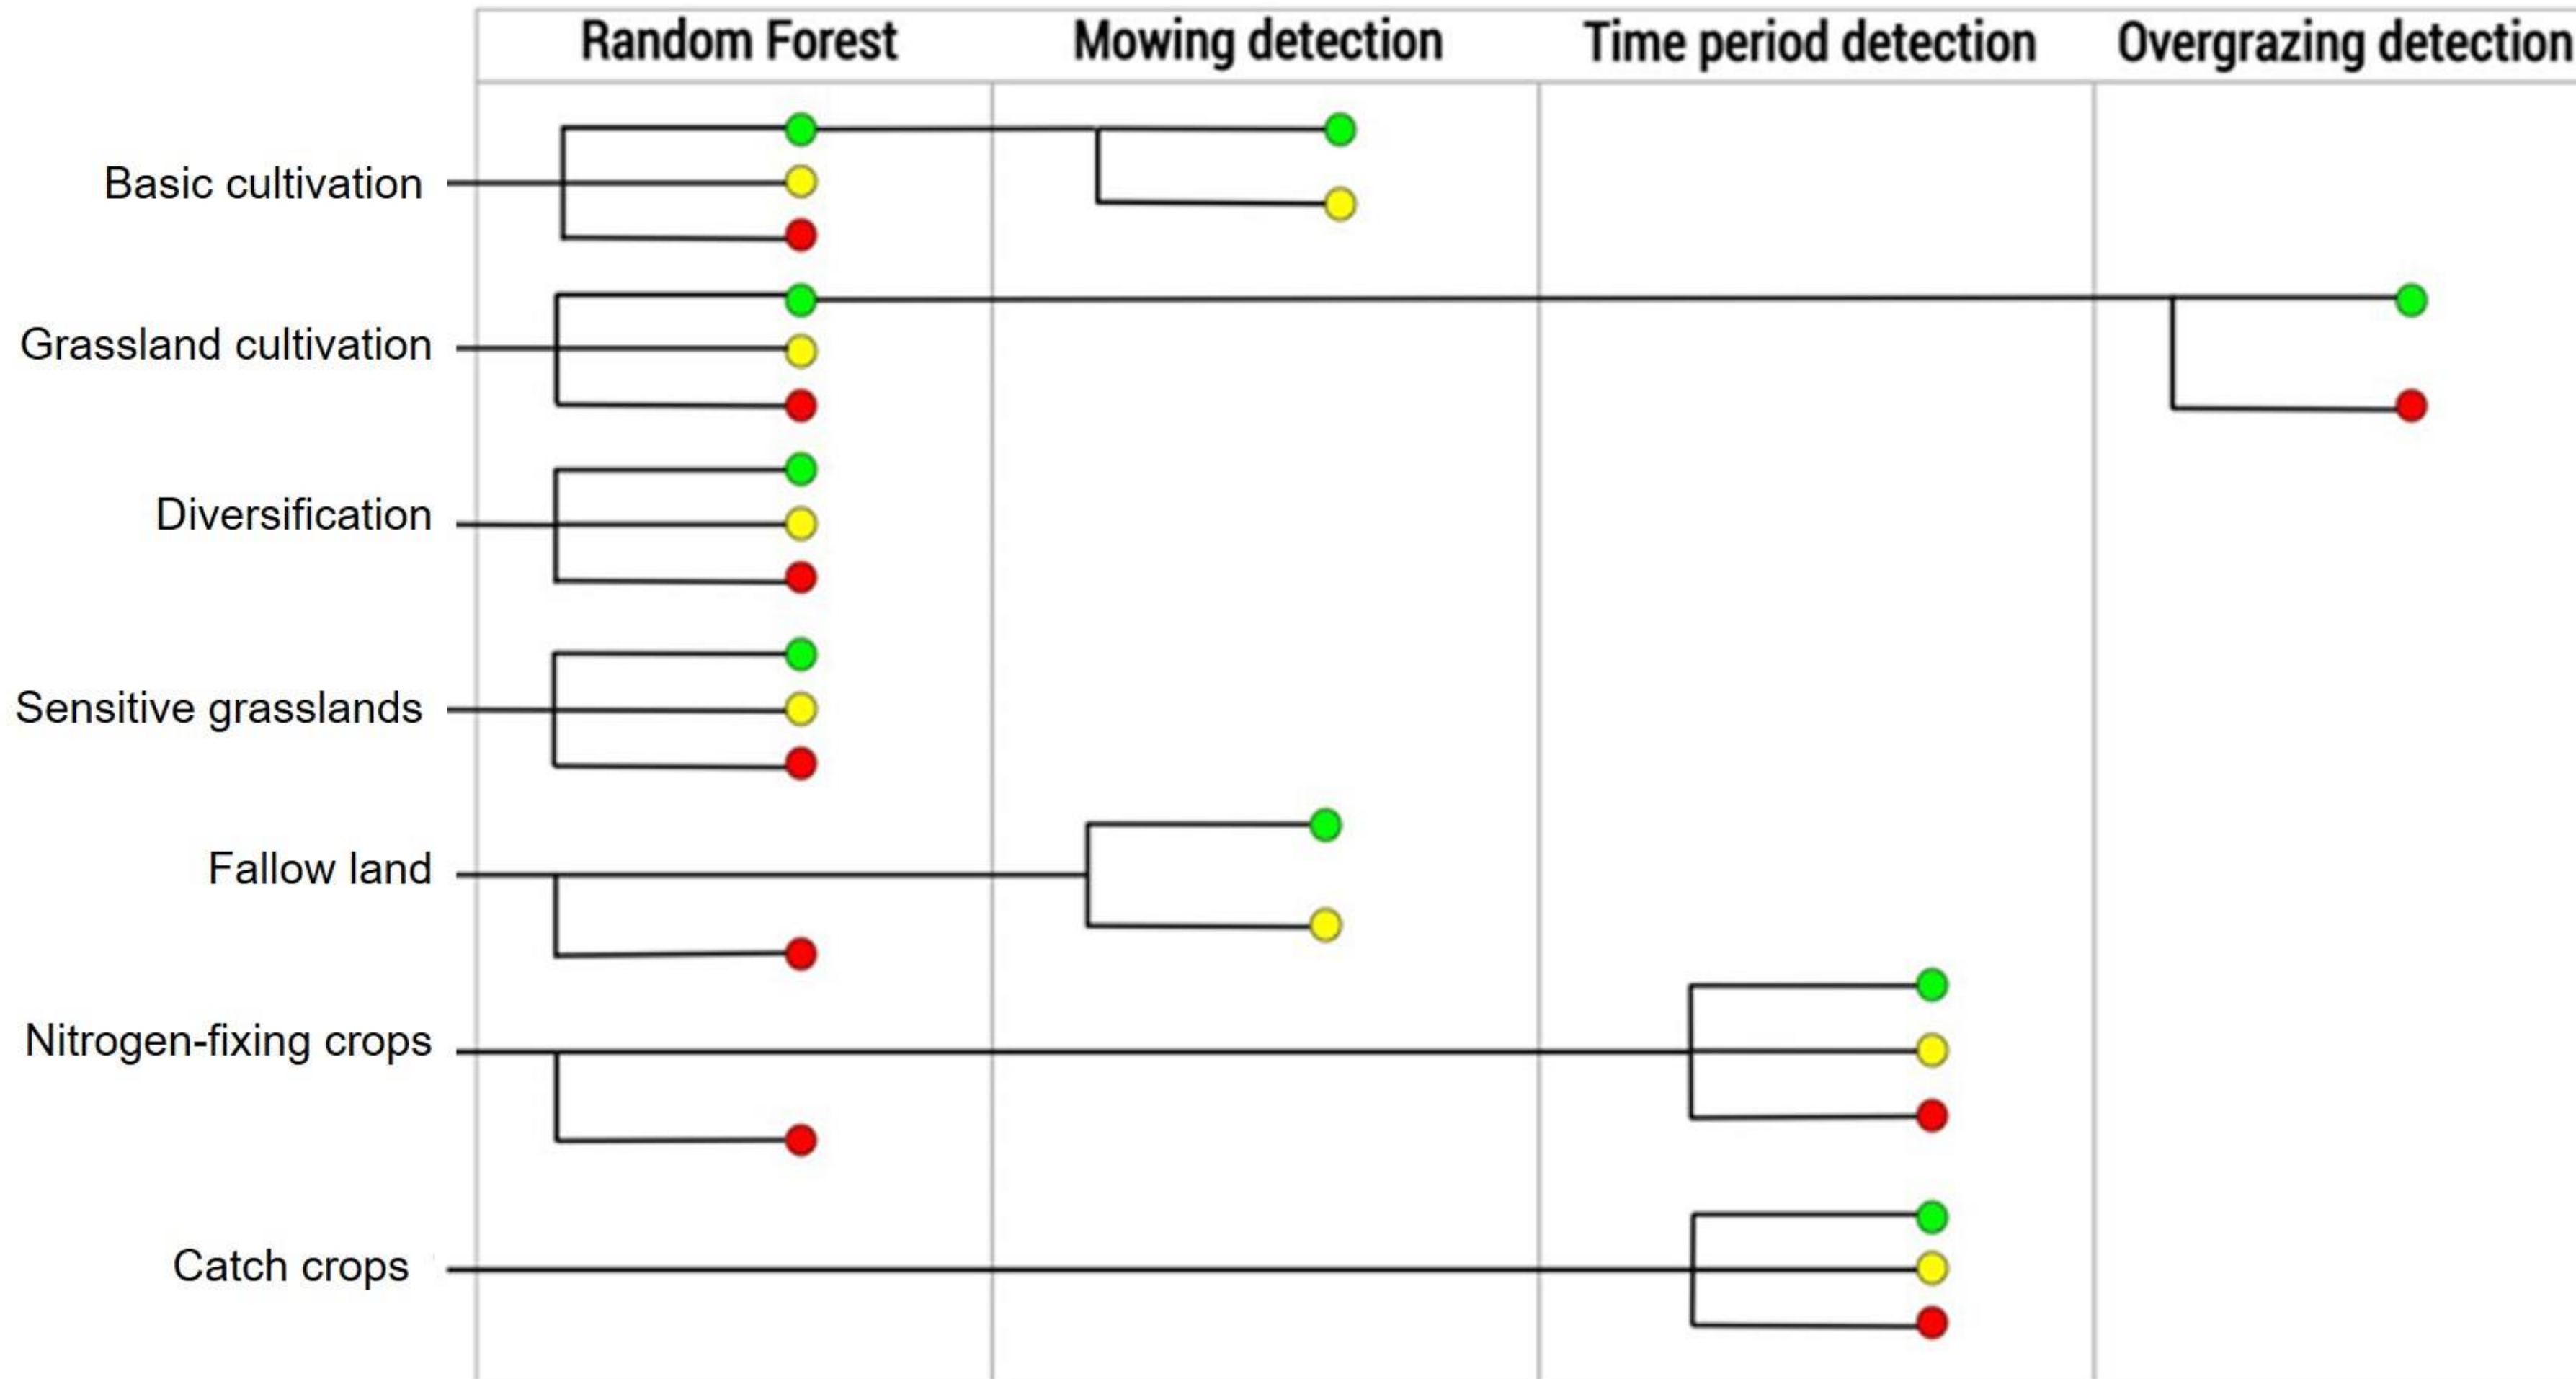 Random Forest
Mowing detection
Time period detection
Overgrazing detection
Basic cultivation
Grassland cultivation
Diversification
Sensitive grasslands
Fallow land
Nitrogen-fixing crops
Catch crops